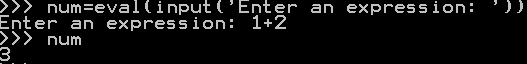 >>> num=eval(input('Enter an expression: '))
Enter an expression: 1+2
>>> num
3